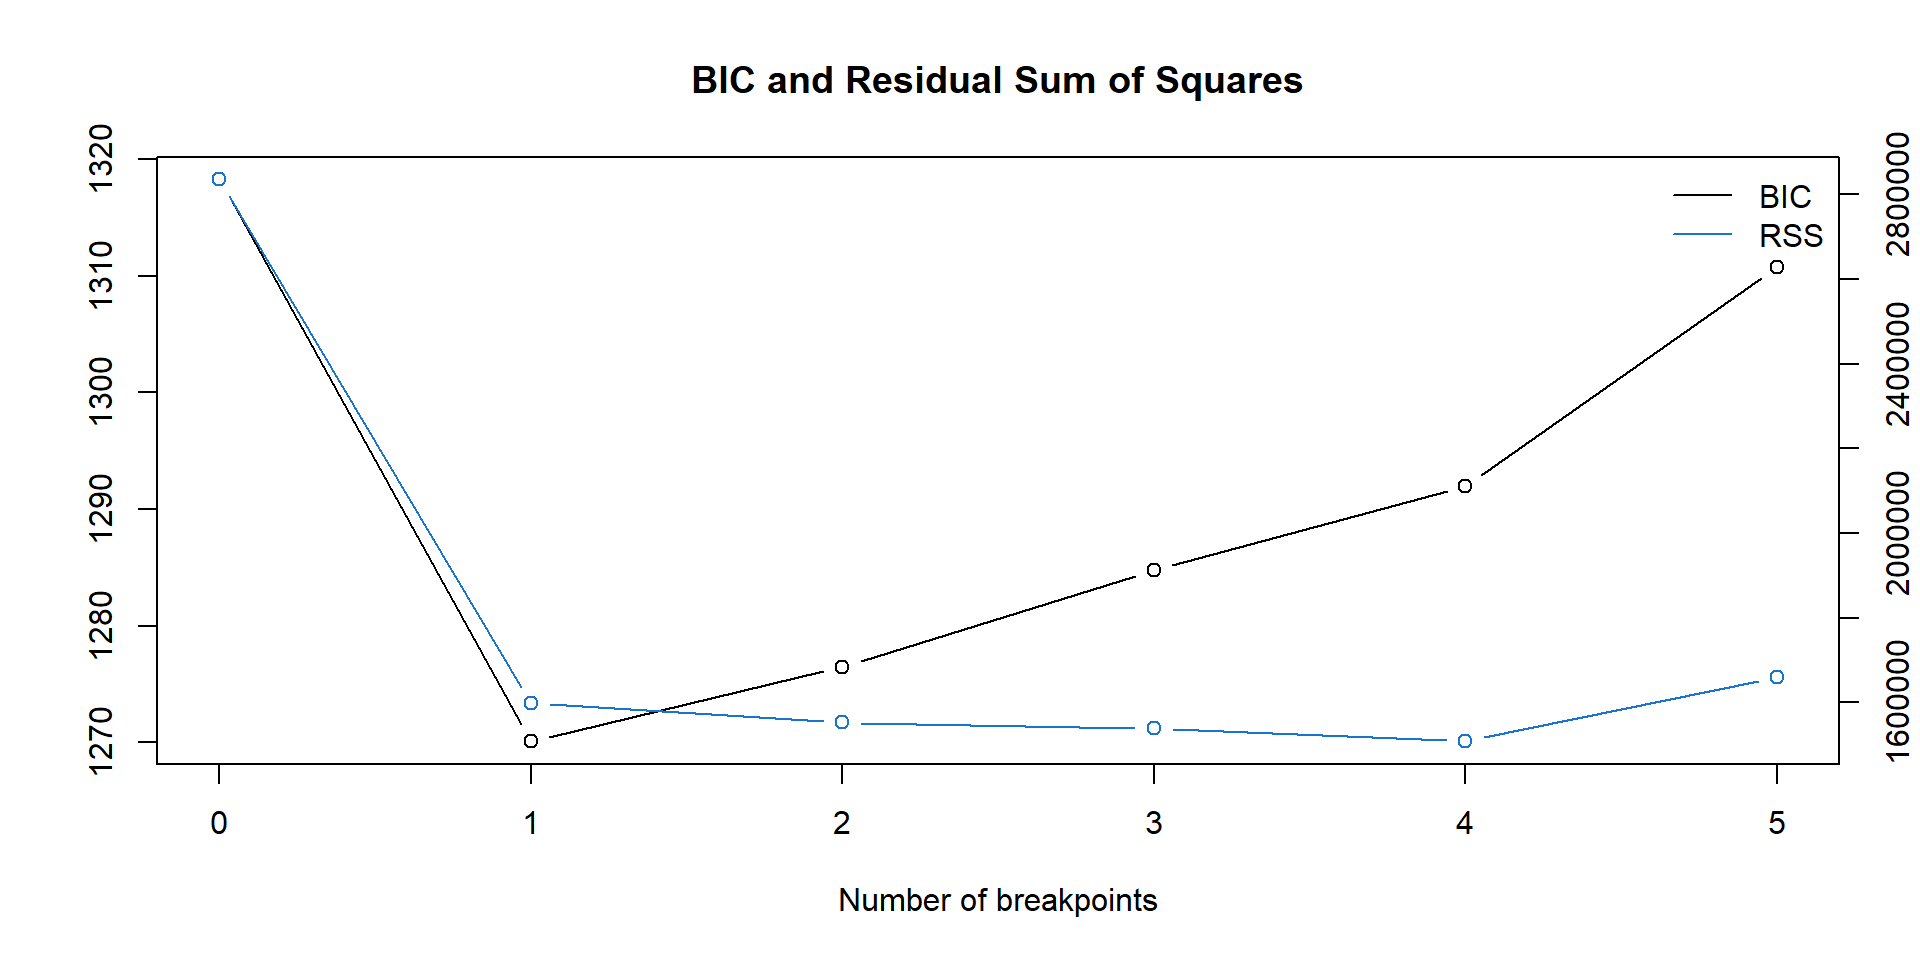 BIC and Residual Sum of Squares
1320
1310
1300
1290
1280
1270
2800000
2400000
2000000
1600000
BIC
RSS
0 1 2 3 4 5
Number of breakpoints